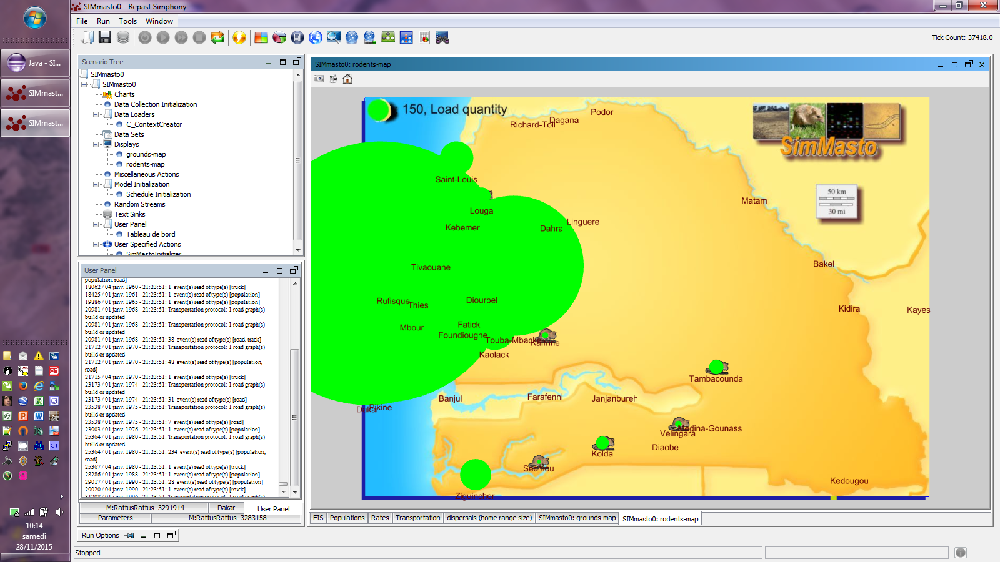 SIMmasto0 - Repast Simphony
File Run Tools Window
Tick Count: 37418.0
Java - SI...
SIMmast...
SIMmast...
10:14
samedi
28/11/2015
Scenario Tree
SIMmasto0
SIMmasto0
Charts
Data Collection Initialization
Data Loaders
C_ContextCreator
Data Sets
Displays
grounds-map
rodents-map
Miscellaneous Actions
Model Initialization
Schedule Initialization
Random Streams
Text Sinks
User Panel
Tableau de bord
User Specified Actions
SimMastoInitializer
User Panel
population, road]
18062 / 04 janv. 1960 - 21:23:51: 1 event(s) read of type(s) [truck]
18425 / 01 janv. 1961 - 21:23:51: 1 event(s) read of type(s) [population]
19886 / 01 janv. 1965 - 21:23:51: 1 event(s) read of type(s) [population]
20981 / 01 janv. 1968 - 21:23:51: Transportation protocol: 1 road graph(s)
build or updated
20981 / 01 janv. 1968 - 21:23:51: Transportation protocol: 1 road graph(s)
build or updated
20981 / 01 janv. 1968 - 21:23:51: 38 event(s) read of type(s) [road, track]
21712 / 01 janv. 1970 - 21:23:51: Transportation protocol: 1 road graph(s)
build or updated
21712 / 01 janv. 1970 - 21:23:51: 48 event(s) read of type(s) [population,
road]
21715 / 04 janv. 1970 - 21:23:51: 1 event(s) read of type(s) [truck]
23173 / 01 janv. 1974 - 21:23:51: Transportation protocol: 1 road graph(s)
build or updated
23173 / 01 janv. 1974 - 21:23:51: 31 event(s) read of type(s) [road]
23538 / 01 janv. 1975 - 21:23:51: Transportation protocol: 1 road graph(s)
build or updated
23538 / 01 janv. 1975 - 21:23:51: 7 event(s) read of type(s) [road]
23903 / 01 janv. 1976 - 21:23:51: 1 event(s) read of type(s) [population]
25364 / 01 janv. 1980 - 21:23:51: Transportation protocol: 1 road graph(s)
build or updated
25364 / 01 janv. 1980 - 21:23:51: 234 event(s) read of type(s) [population,
road]
25367 / 04 janv. 1980 - 21:23:51: 1 event(s) read of type(s) [truck]
28286 / 01 janv. 1988 - 21:23:51: 1 event(s) read of type(s) [population]
29017 / 01 janv. 1990 - 21:23:51: 28 event(s) read of type(s) [population]
29020 / 04 janv. 1990 - 21:23:51: 1 event(s) read of type(s) [truck]
31208 / 01 janv. 1996 - 21:23:51: Transportation protocol: 1 road graph(s)
-M:RattusRattus_3291914 Dakar User Panel
Parameters -M:RattusRattus_3283158
Run Options
Stopped
SIMmasto0: rodents-map
: 150, Load quantity
SimMasto
50 km
30 mi
Podor
Dagana
Richard-Toll
Saint-Louis
Matam
Louga
Linguere
Kebemer
Dahra
Bakel
Tivaouane
Rufisque
Thies
Diourbel
Kidira
Kayes
Mbour
Fatick
Foundiougne
Touba-Mbacke
Kaffrine
Kaolack
Tambacounda
Banjul
Farafenni
Janjanbureh
Dakar
Pikine
Medina-Gounass
Velingara
Diaobe
Kolda
Sedhiou
Kedougou
Ziguinchor
FIS Populations Rates Transportation dispersals (home range size) SIMmasto0: grounds-map SIMmasto0: rodents-map